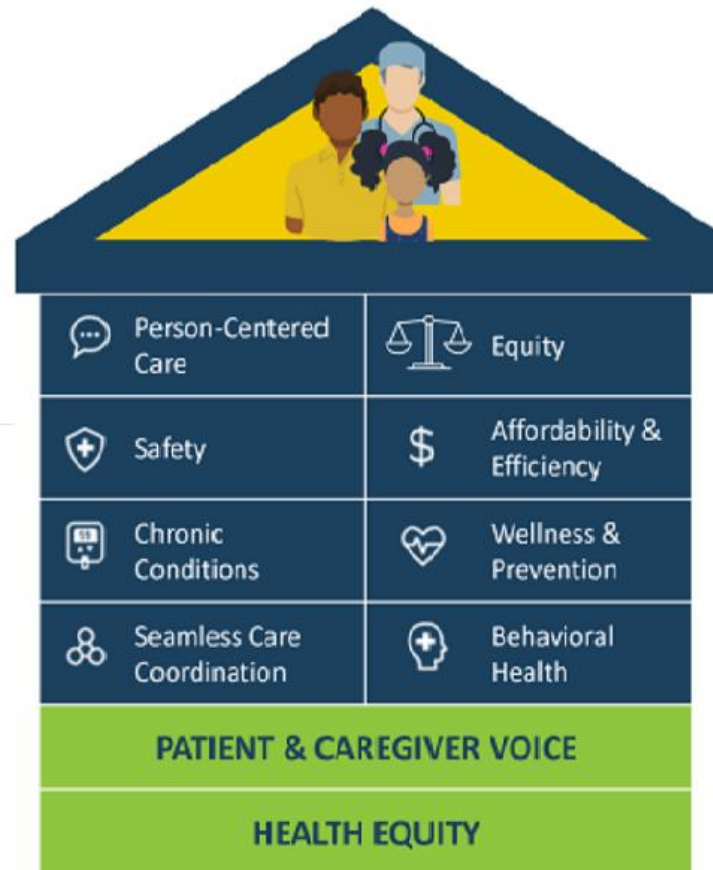 Person-Centered
Care
Equity
Safety
Affordability &
Efficiency
$
Chronic
Conditions
Wellness &
Prevention
Seamless Care
Coordination
Behavioral
Health
PATIENT & CAREGIVER VOICE
HEALTH EQUITY